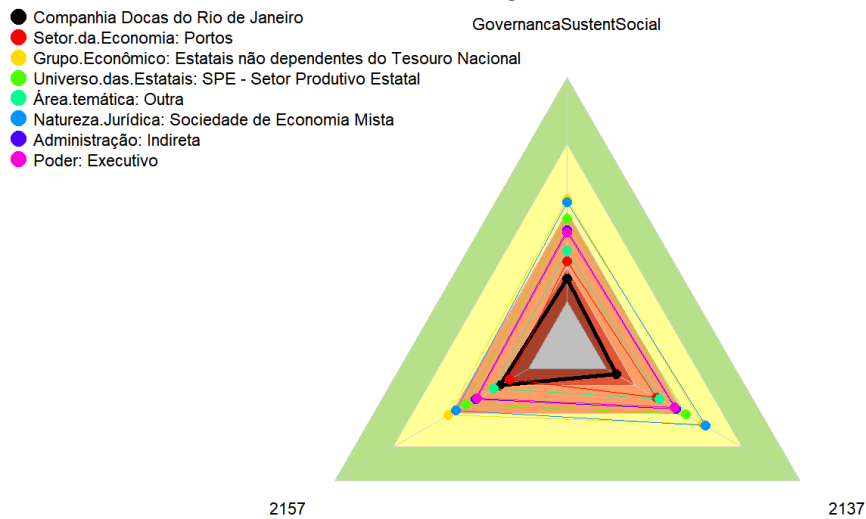 GovernancaSustentSocial
Companhia Docas do Rio de Janeiro
Setor.da.Economia: Portos
Grupo.Econômico: Estatais não dependentes do Tesouro Nacional
Universo.das.Estatais: SPE - Setor Produtivo Estatal
Área.temática: Outra
Natureza.Jurídica: Sociedade de Economia Mista
Administração: Indireta
Poder: Executivo
2157
2137